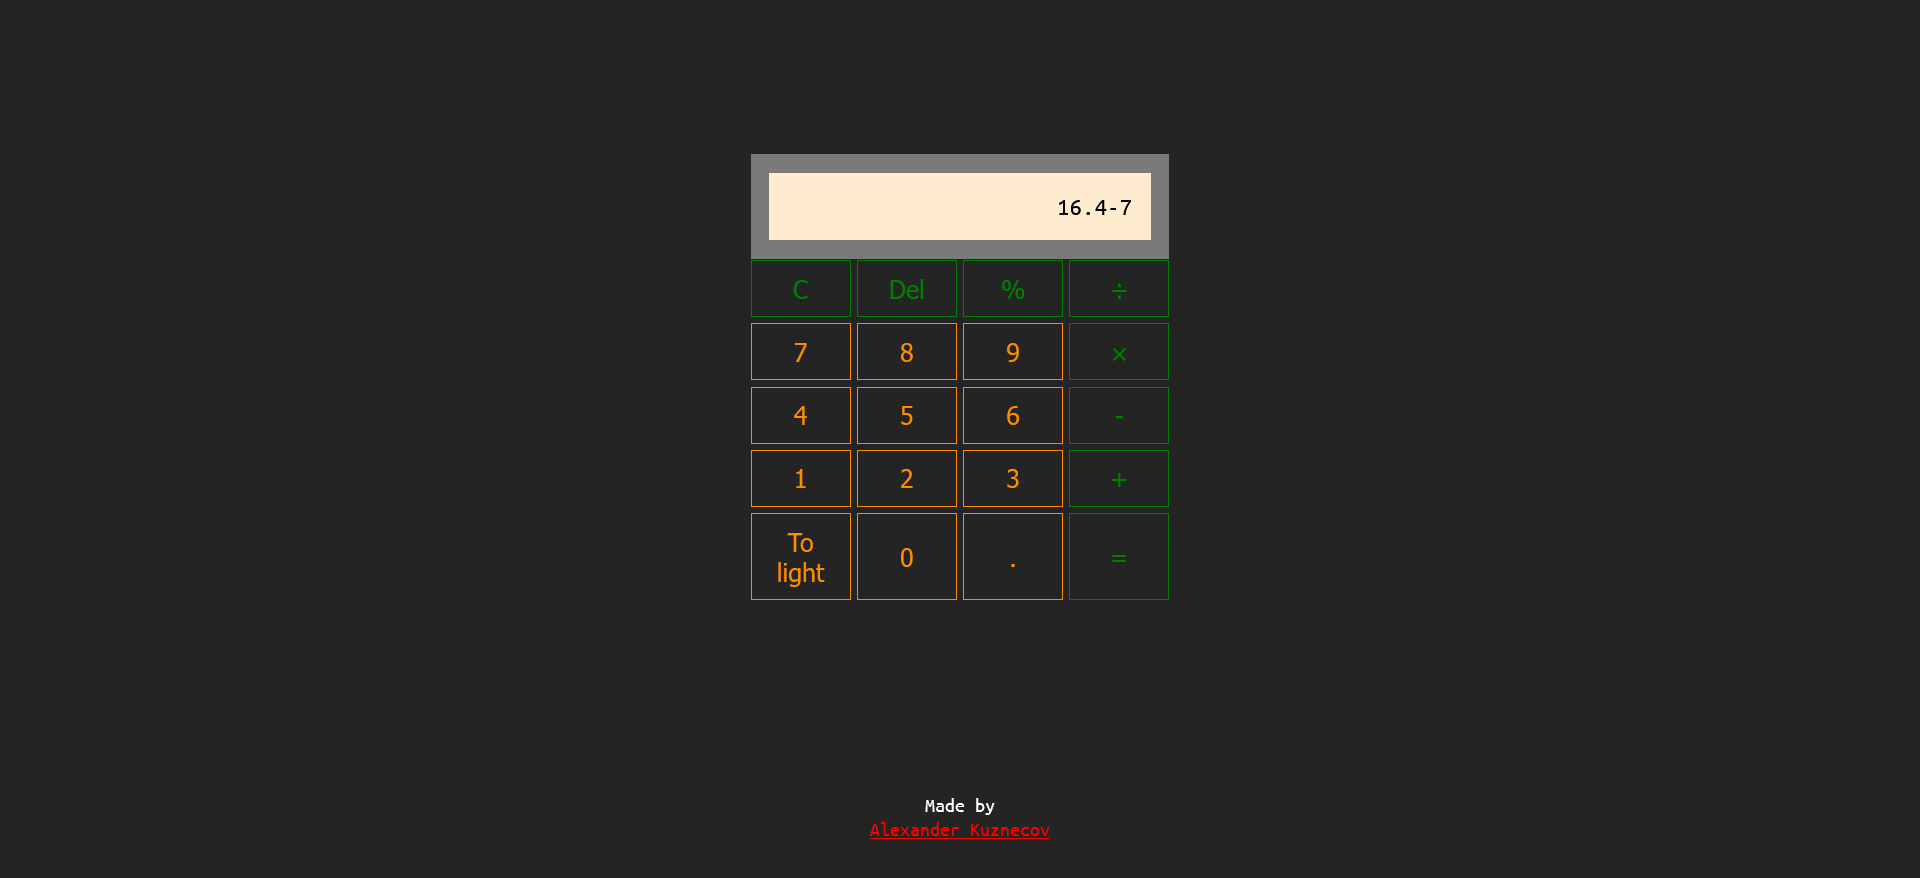 16.4-7
C Del % ÷
7 8 9 ×
4 5 6 -
1 2 3 +
To
light
0 . =
Made by
Alexander Kuznecov